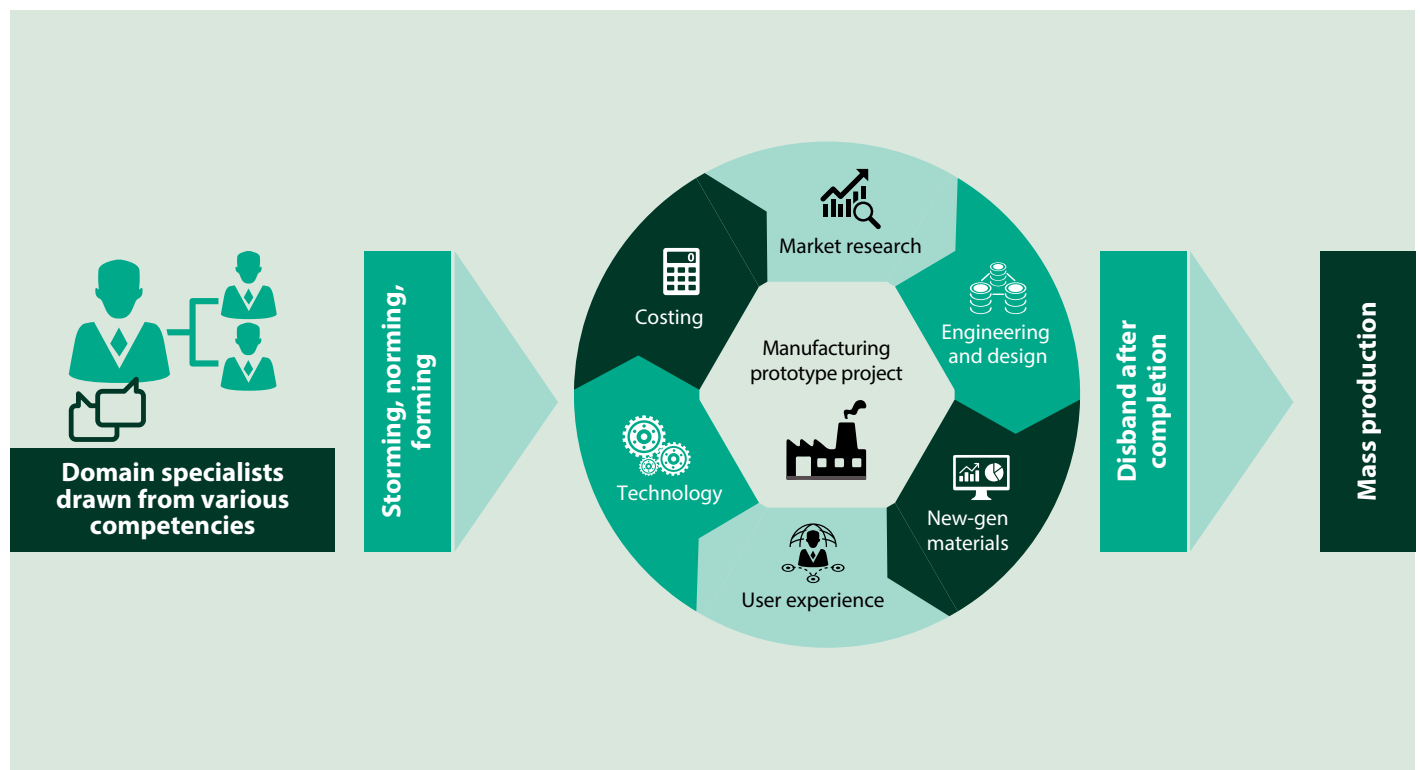 Domain specialists
drawn from various
competencies
Storming, norming,
forming
Market research
Engineering
and design
New-gen
materials
User experience
Technology
Costing
0
Manufacturing
prototype project
Disband after
completion
Mass production